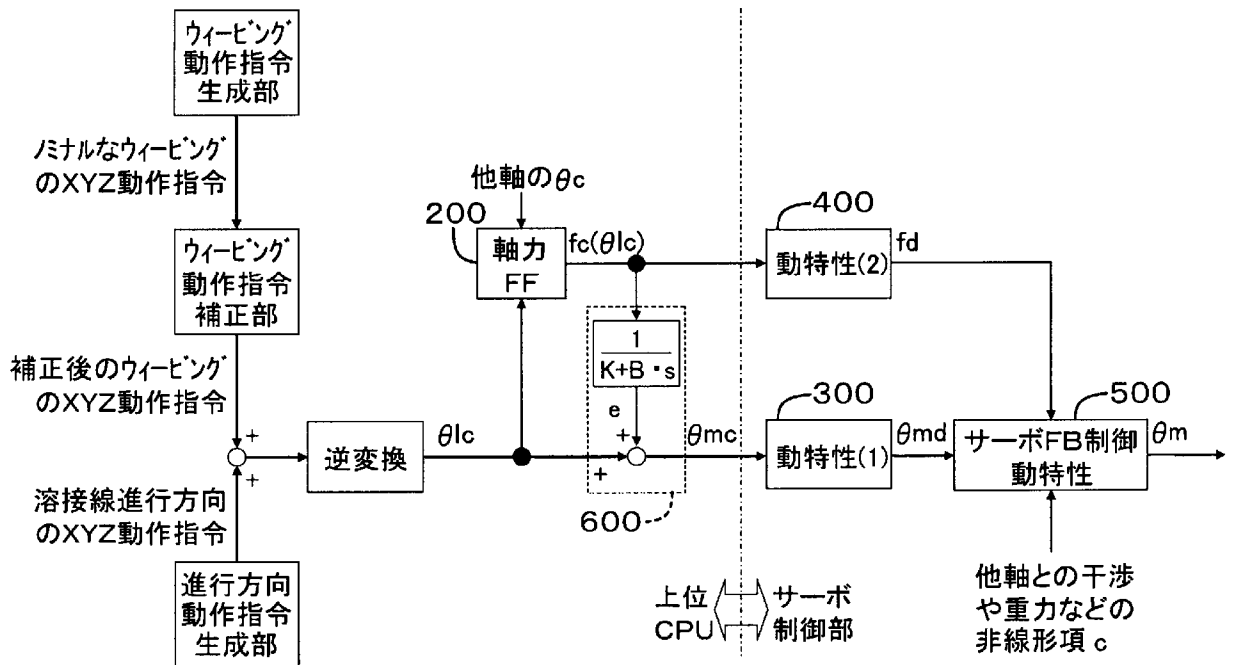 ウィービング
動作指令
生成部
ノミナルなウィービング
のXYZ動作指令
ウィービング
動作指令
補正部
補正後のウィービング
のXYZ動作指令
+
+
溶接線進行方向
のXYZ動作指令
進行方向
動作指令
生成部
逆変換
θlc
他軸のθc
200
軸力
FF
fc(θlc)
1
K+B・s
e
+
+
θmc
600
400
動特性(2)
fd
300
動特性(1)
θmd
500
サーボFB制御
動特性
θm
他軸との干渉
や重力などの
非線形項 c
上位
CPU
サーボ
制御部